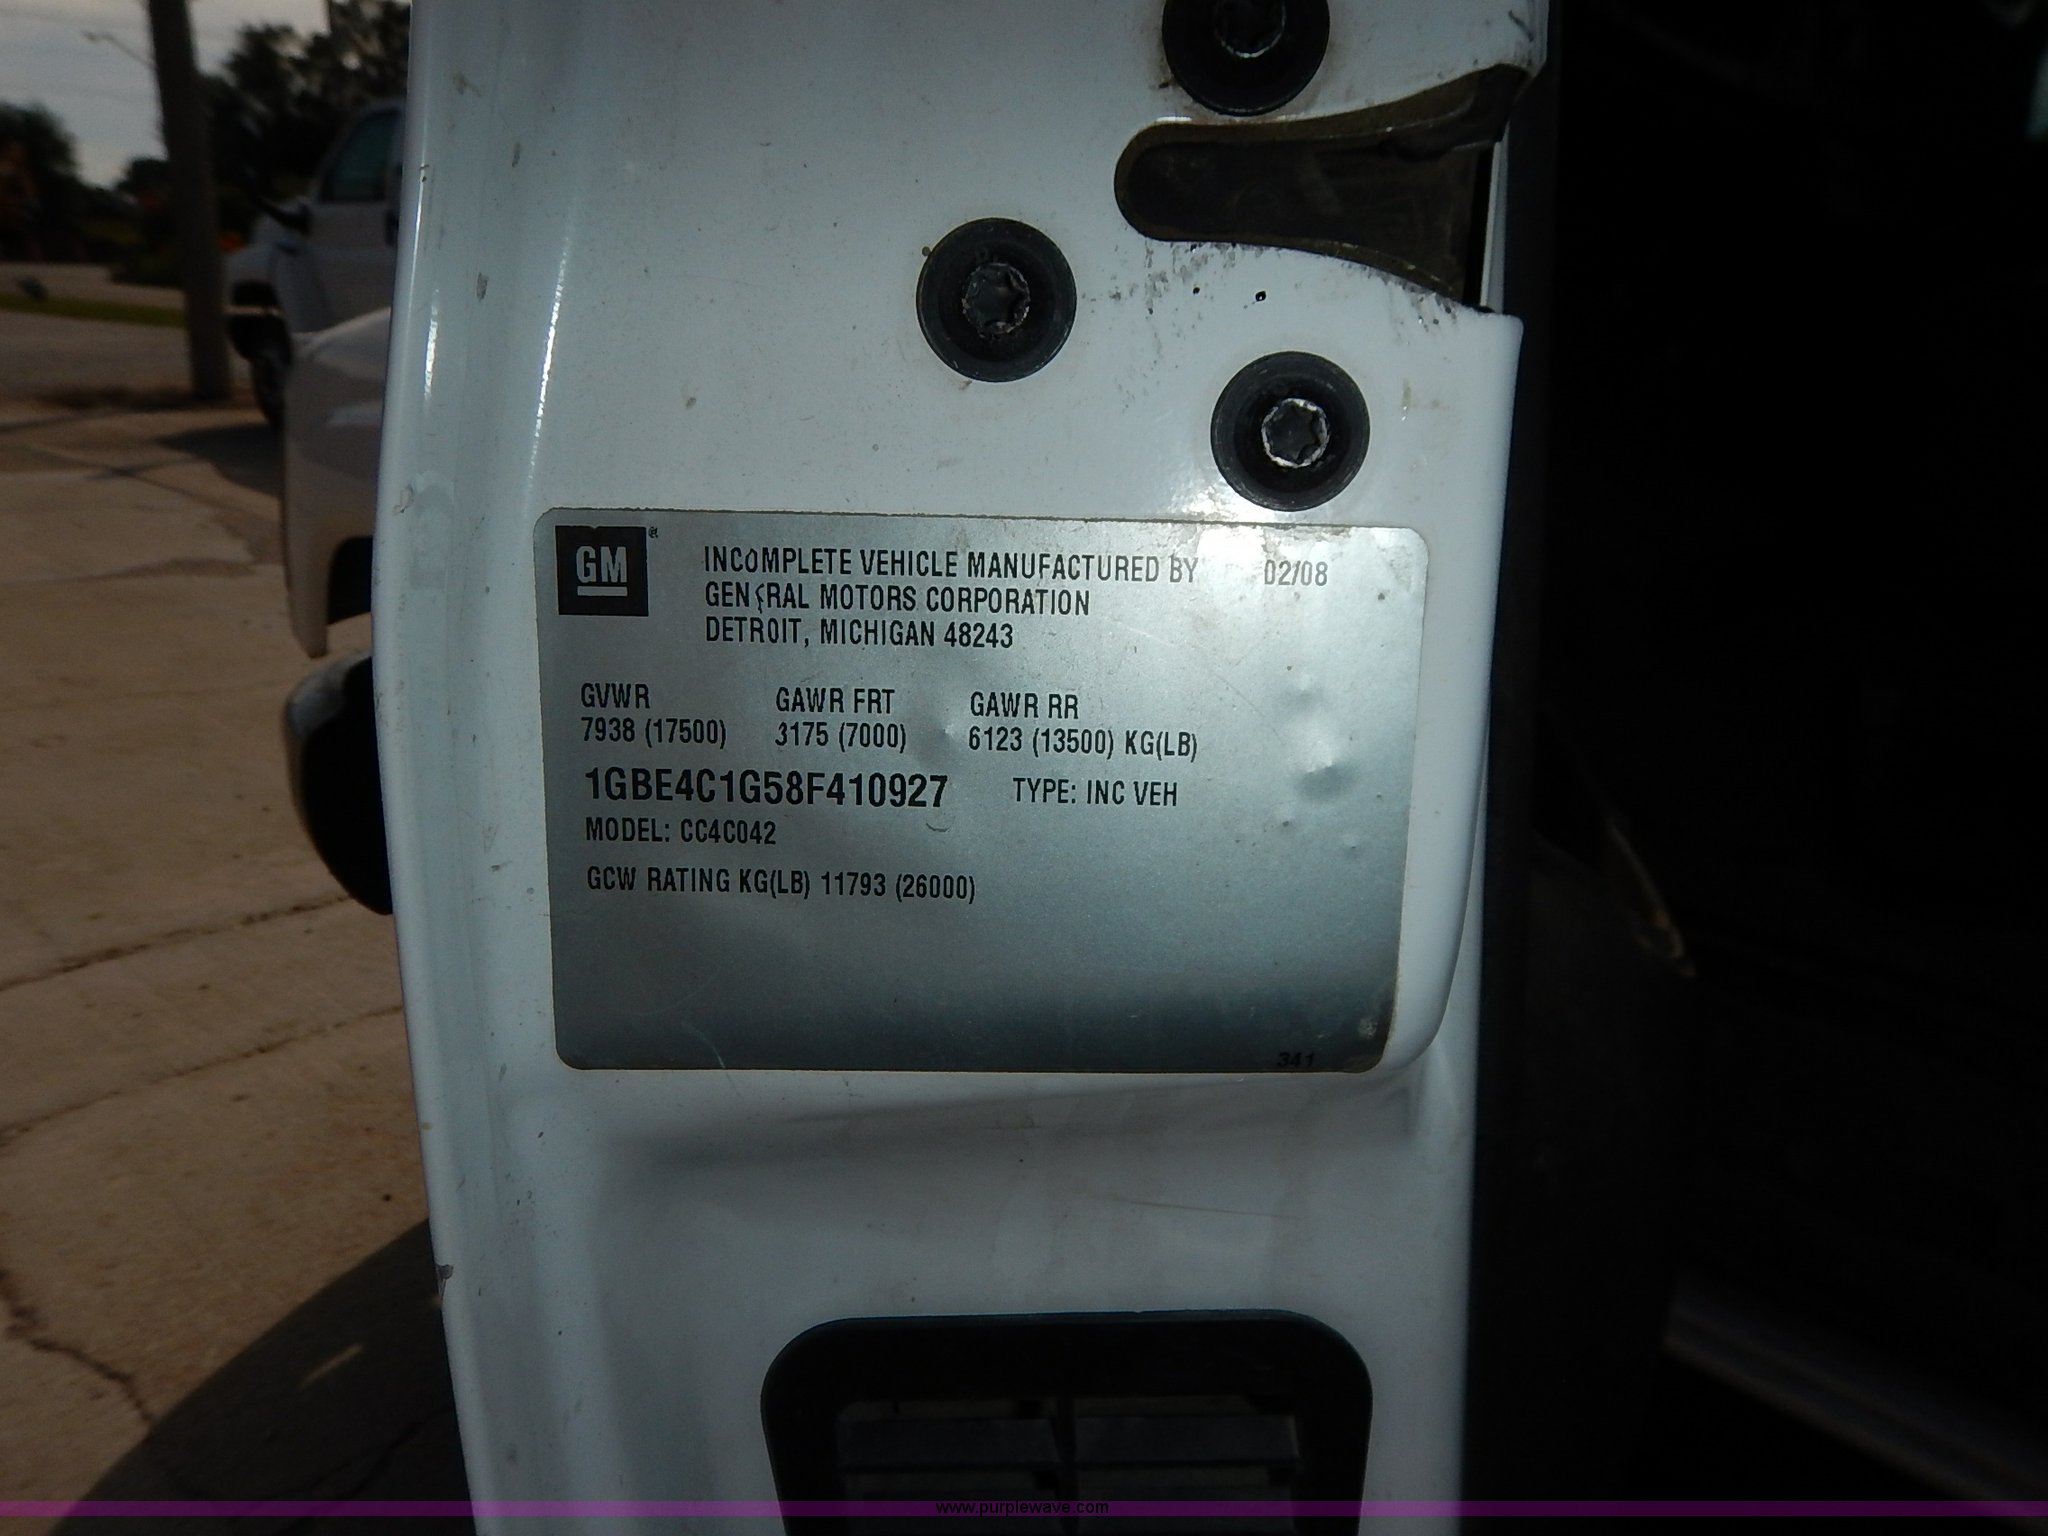 GM
INCOMPLETE VEHICLE MANUFACTURED BY 02/08
GENERAL MOTORS CORPORATION
DETROIT, MICHIGAN 48243
GVWR GAWR FRT GAWR RR
7938 (17500) 3175 (7000) 6123 (13500) KG(LB)
1GBE4C1G58F410927 TYPE: INC VEH
MODEL: CC4C042
GCW RATING KG(LB) 11793 (26000)
341
www.purplewave.com